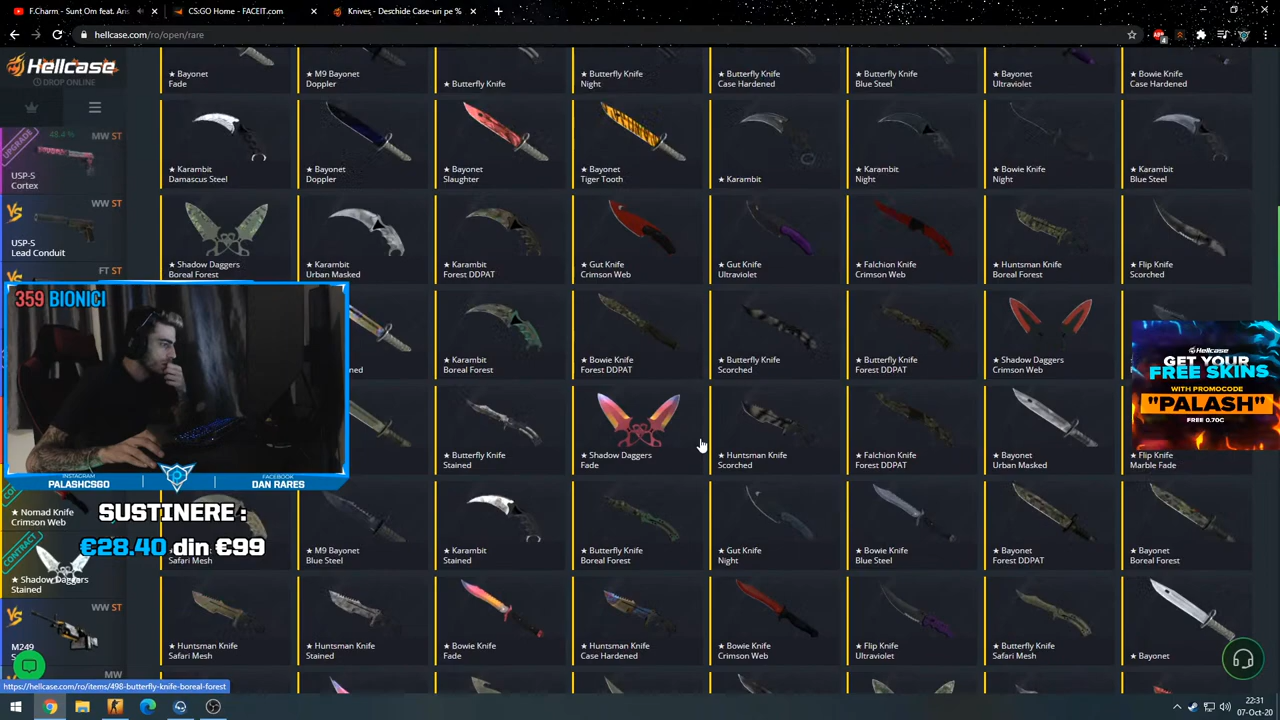 F.Charm - Sunt Om feat. Aris
CS:GO Home - FACEIT.com
Knives - Deschide Case-uri pe %
hellcase.com/ro/open/rare
Hellcase
DROP ONLINE
UPGRADE
48.4 %
MW ST
USP-S
Cortex
VS
WW ST
USP-S
Lead Conduit
FT ST
★ Bayonet
Fade
★ M9 Bayonet
Doppler
★ Butterfly Knife
★ Butterfly Knife
Night
★ Butterfly Knife
Case Hardened
★ Butterfly Knife
Blue Steel
★ Bayonet
Ultraviolet
★ Bowie Knife
Case Hardened
★ Karambit
Damascus Steel
★ Bayonet
Doppler
★ Bayonet
Slaughter
★ Bayonet
Tiger Tooth
★ Karambit
★ Karambit
Night
★ Bowie Knife
Night
★ Karambit
Blue Steel
★ Shadow Daggers
Boreal Forest
★ Karambit
Urban Masked
★ Karambit
Forest DDPAT
★ Gut Knife
Crimson Web
★ Gut Knife
Ultraviolet
★ Falchion Knife
Crimson Web
★ Huntsman Knife
Boreal Forest
★ Flip Knife
Scorched
★ Karambit
Boreal Forest
★ Bowie Knife
Forest DDPAT
★ Butterfly Knife
Scorched
★ Butterfly Knife
Forest DDPAT
★ Shadow Daggers
Crimson Web
★ Butterfly Knife
Stained
★ Shadow Daggers
Fade
★ Huntsman Knife
Scorched
★ Falchion Knife
Forest DDPAT
★ Bayonet
Urban Masked
★ Flip Knife
Marble Fade
Safari Mesh
★ M9 Bayonet
Blue Steel
★ Karambit
Stained
★ Butterfly Knife
Boreal Forest
★ Gut Knife
Night
★ Bowie Knife
Blue Steel
★ Bayonet
Forest DDPAT
★ Bayonet
Boreal Forest
★ Huntsman Knife
Safari Mesh
★ Huntsman Knife
Stained
★ Bowie Knife
Fade
★ Huntsman Knife
Case Hardened
★ Bowie Knife
Crimson Web
★ Flip Knife
Ultraviolet
★ Butterfly Knife
Safari Mesh
★ Bayonet
359 BIONICI
INSTAGRAM
PALASHCSGO
FACEBOOK
DAN RARES
SUSTINERE :
€28.40 din €99
★ Nomad Knife
Crimson Web
CONTRACT
★ Shadow Daggers
Stained
VS
WW ST
M249
MW
Hellcase
GET YOUR
FREE SKINS
WITH PROMOCODE
"PALASH"
FREE 0.70C
https://hellcase.com/ro/items/498-butterfly-knife-boreal-forest
22:31
07-Oct-20